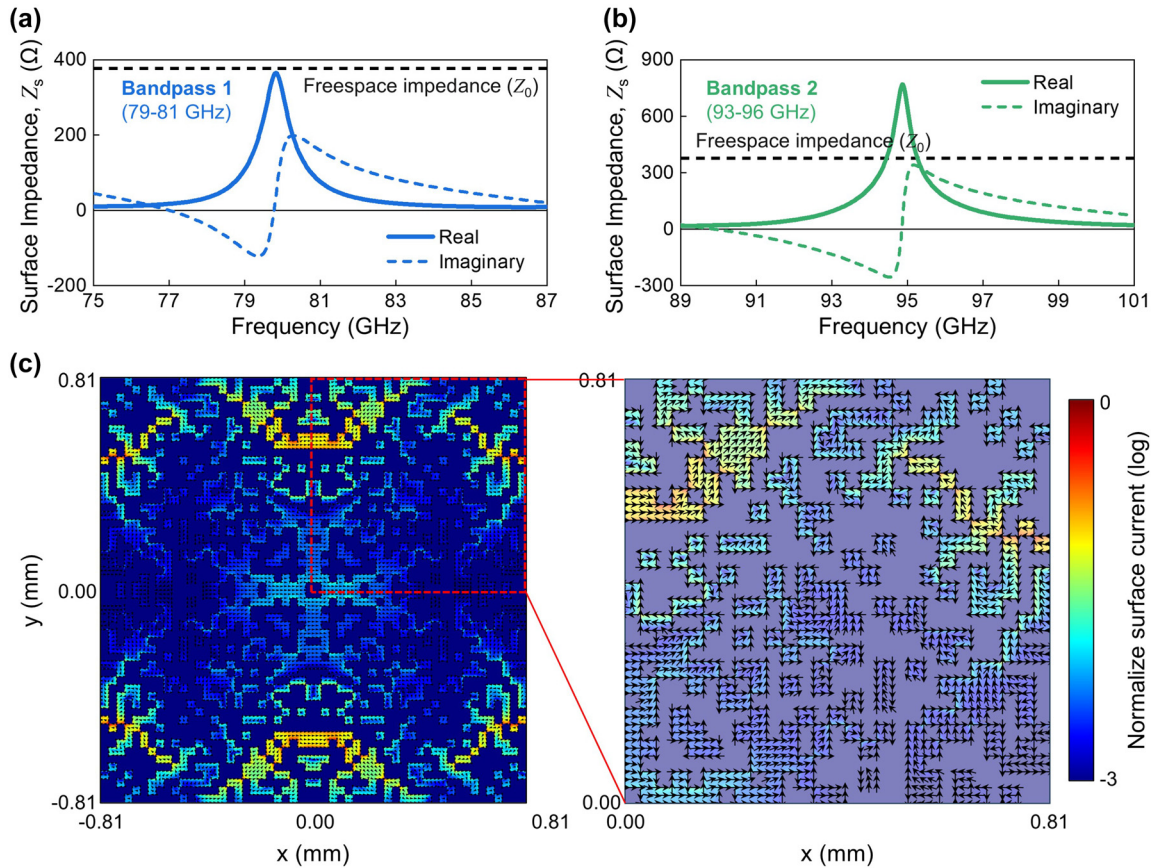 (a)
Surface Impedance, Zs (Ω)
400
200
0
-200
Bandpass 1
(79-81 GHz)
Freespace impedance (Z0)
Real
Imaginary
75 77 79 81 83 85 87
Frequency (GHz)
(b)
Surface Impedance, Zs (Ω)
900
600
300
0
-300
Bandpass 2
(93-96 GHz)
Real
Imaginary
Freespace impedance (Z0)
89 91 93 95 97 99 101
Frequency (GHz)
(c)
y (mm)
0.81
0.00
-0.81
-0.81 0.00 0.81
x (mm)
0.81
0.00
0.00 0.81
x (mm)
0
-3
Normalize surface current (log)